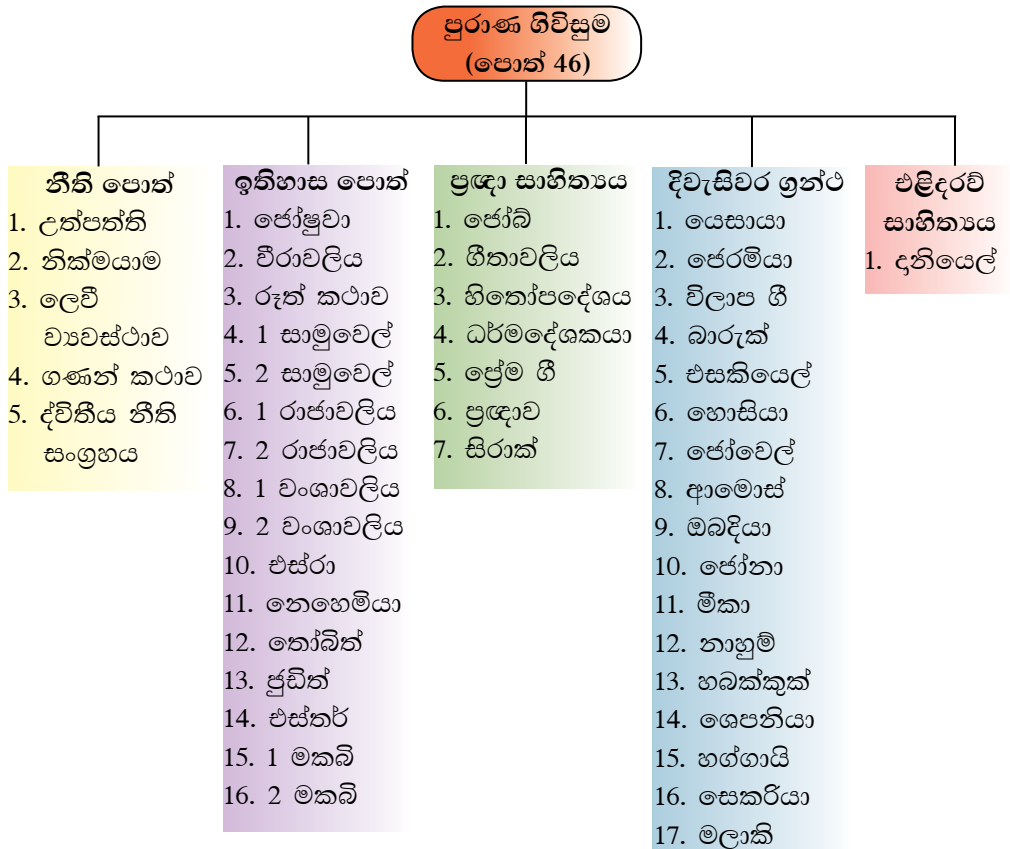 පුරාණ ගිවිසුම
(පොත් 46)
නීති පොත්
1. උත්පත්ති
2. නික්මයාම
3. ලෙවී
ව්‍යවස්ථාව
4. ගණන් කථාව
5. ද්විතීය නීති
සංග්‍රහය
ඉතිහාස පොත්
1. ජෝෂුවා
2. වීරාවලිය
3. රූත් කථාව
4. 1 සාමුවෙල්
5. 2 සාමුවෙල්
6. 1 රාජාවලිය
7. 2 රාජාවලිය
8. 1 වංශාවලිය
9. 2 වංශාවලිය
10. එස්රා
11. නෙහෙමියා
12. තෝබිත්
13. ජුඩිත්
14. එස්තර්
15. 1 මකබි
16. 2 මකබි
ප්‍රඥා සාහිත්‍යය
1. ජෝබ්
2. ගීතාවලිය
3. හිතෝපදේශය
4. ධර්මදේශකයා
5. ප්‍රේම ගී
6. ප්‍රඥාව
7. සිරාක්
දිවැසිවර ග්‍රන්ථ
1. යෙසායා
2. ජෙරමියා
3. විලාප ගී
4. බාරුක්
5. එසකියෙල්
6. හොසියා
7. ජෝවෙල්
8. ආමොස්
9. ඔබදියා
10. ජෝනා
11. මීකා
12. නාහුම්
13. හබක්කුක්
14. ශෙපනියා
15. හග්ගායි
16. සෙකරියා
17. මලාකි
එළිදරව්
සාහිත්‍යය
1. දානියෙල්